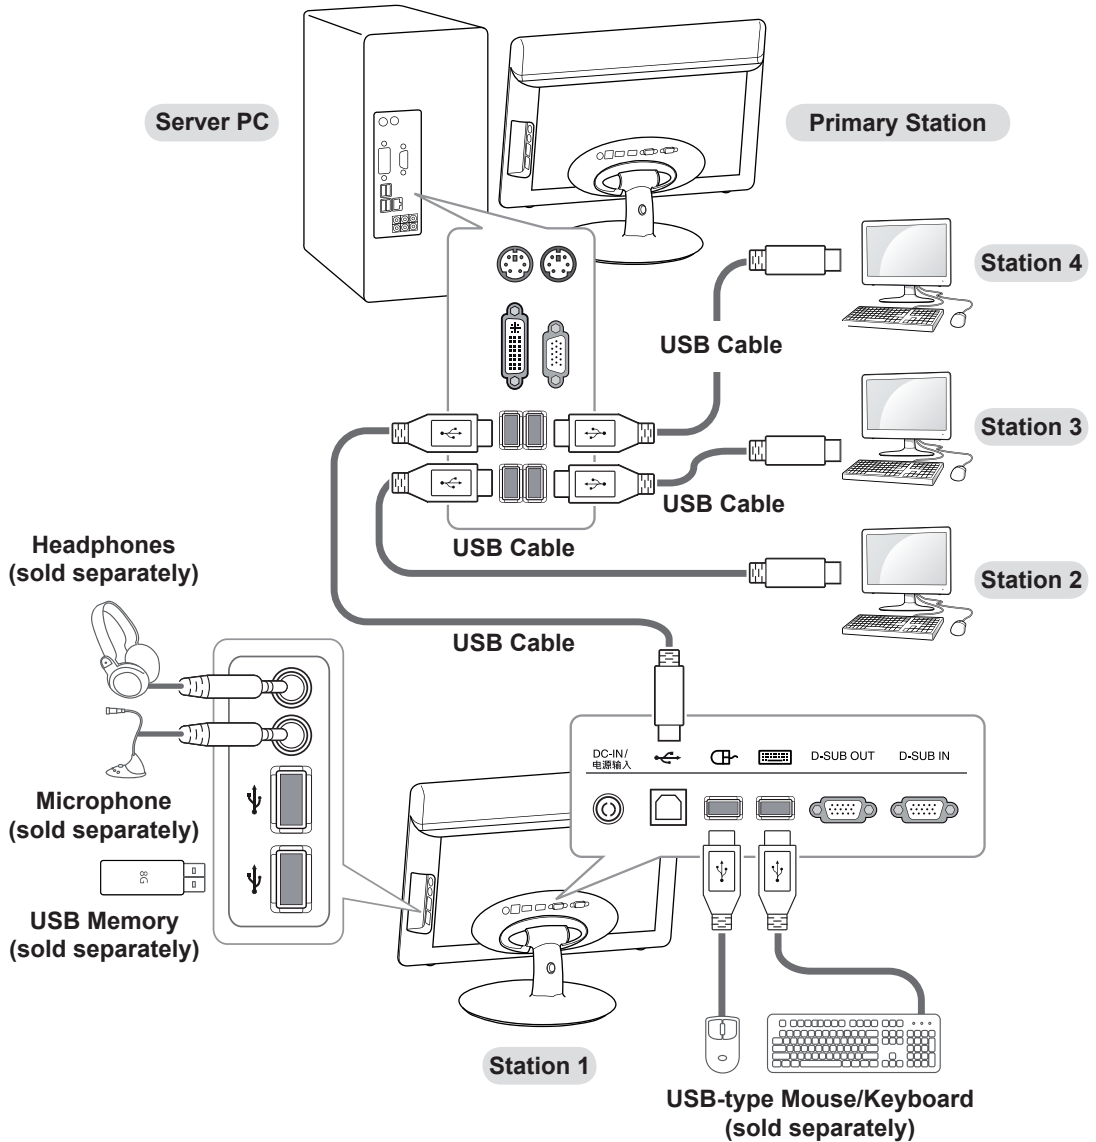 Server PC
Primary Station
Station 4
USB Cable
Station 3
USB Cable
USB Cable
Station 2
USB Cable
Headphones
(sold separately)
Microphone
(sold separately)
8G
USB Memory
(sold separately)
DC-IN/
电源输入
D-SUB OUT
D-SUB IN
Station 1
USB-type Mouse/Keyboard
(sold separately)